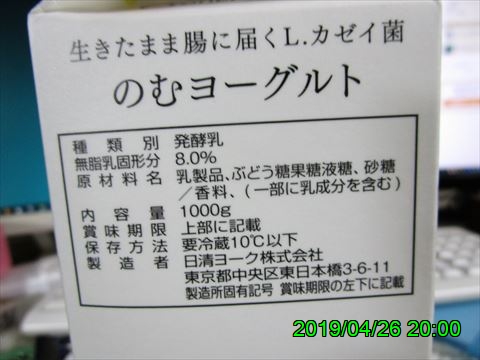 生きたまま腸に届くL.カゼイ菌
のむヨーグルト
種類別 発酵乳
無脂乳固形分 8.0%
原材料名 乳製品、ぶどう糖果糖液糖、砂糖
／香料、(一部に乳成分を含む)
内容量 1000g
賞味期限 上部に記載
保存方法 要冷蔵10℃以下
製造者 日清ヨーク株式会社
東京都中央区東日本橋3-6-11
製造所固有記号 賞味期限の左下に記載
2019/04/26 20:00